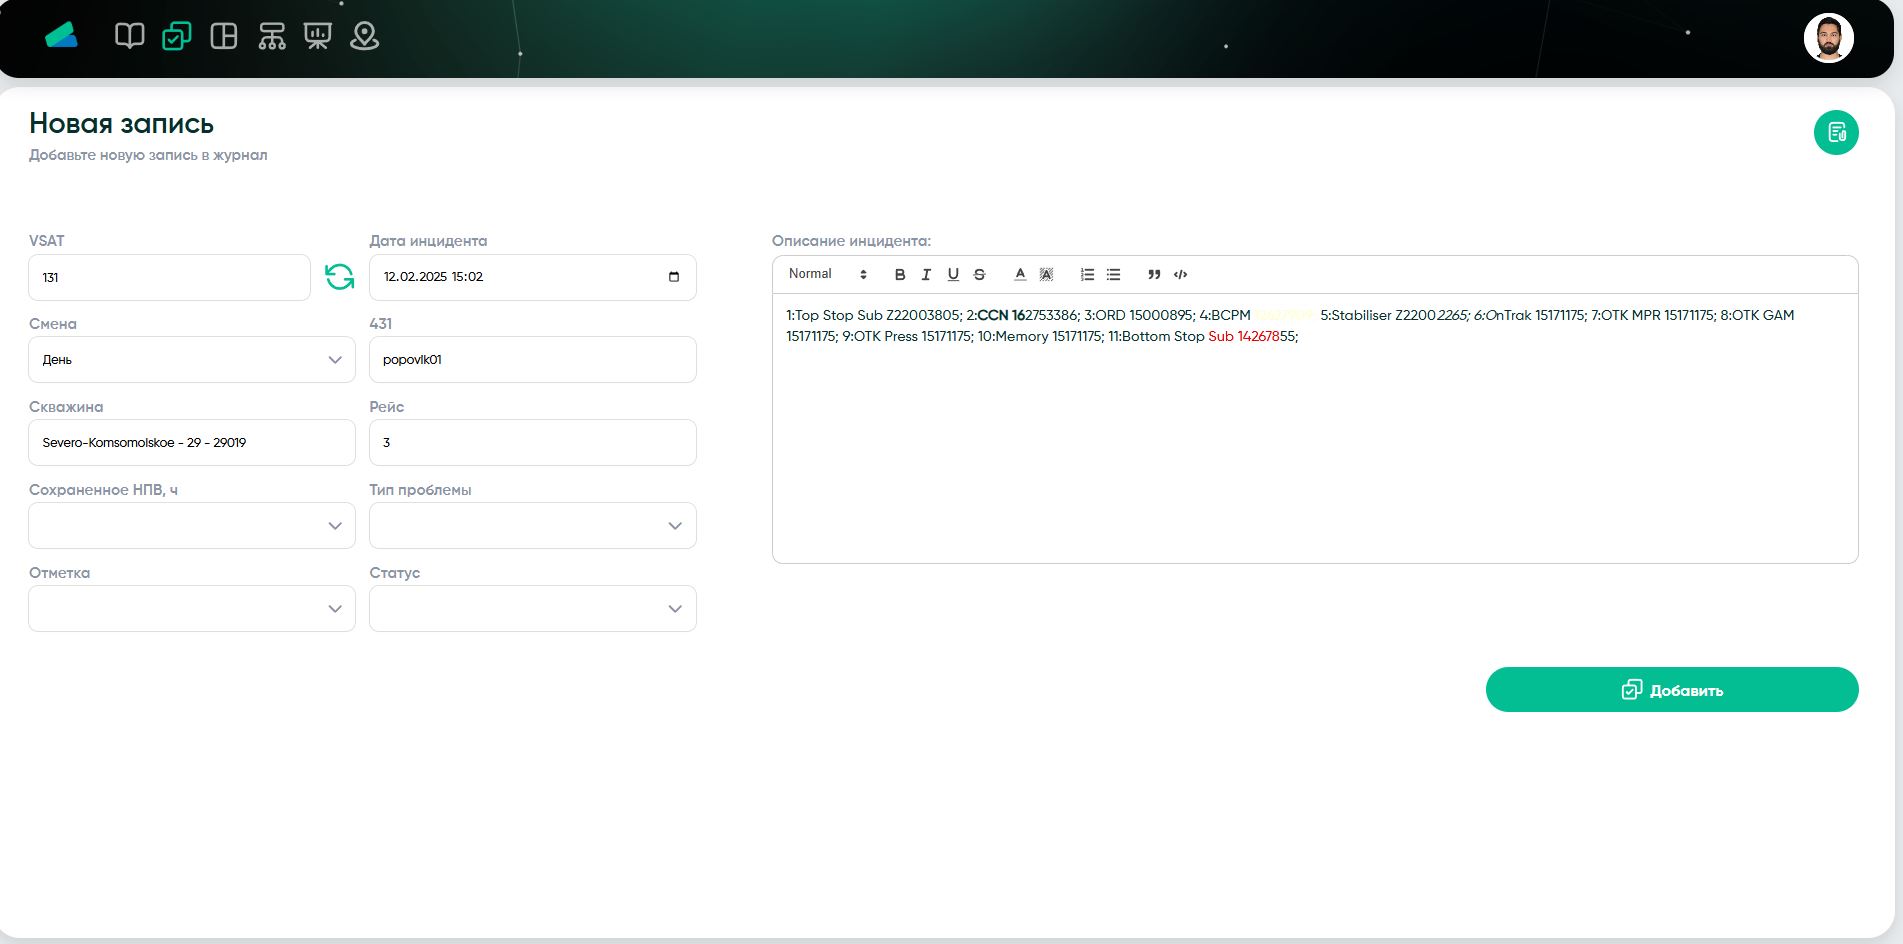 Новая запись
Добавьте новую запись в журнал
VSAT
131
Дата инцидента
12.02.2025 15:02
Смена
День
431
popovlk01
Скважина
Severo-Komsomolskoe - 29 - 29019
Рейс
3
Сохраненное НПВ, ч
Тип проблемы
Отметка
Статус
Описание инцидента:
Normal
1:Top Stop Sub Z22003805; 2:CCN 162753386; 3:ORD 15000895; 4:BCPM 5:Stabiliser Z22002265; 6:OnTrak 15171175; 7:OTK MPR 15171175; 8:OTK GAM
15171175; 9:OTK Press 15171175; 10:Memory 15171175; 11:Bottom Stop Sub 14267855;
Добавить